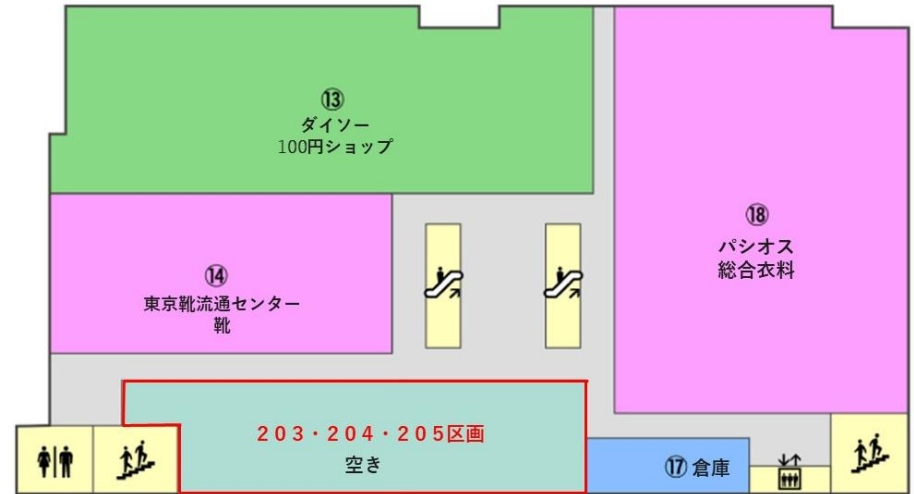 ⑬
ダイソー
100円ショップ
⑱
パシオス
総合衣料
⑭
東京靴流通センター
靴
203・204・205区画
空き
⑰ 倉庫